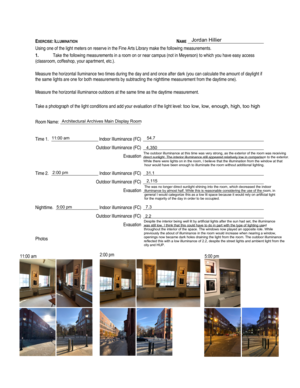 EXERCISE: ILLUMINATION NAME Jordan Hillier
Using one of the light meters on reserve in the Fine Arts Library make the following measurements.
1. Take the following measurements in a room on or near campus (not in Meyerson) to which you have easy access
(classroom, coffeshop, your apartment, etc.).
Measure the horizontal illuminance two times during the day and and once after dark (you can calculate the amount of daylight if
the same lights are one for both measurements by subtracting the nighttime measurement from the daytime one).
Measure the horizontal illuminance outdoors at the same time as the daytime measurement.
Take a photograph of the light conditions and add your evaluation of the light level: too low, low, enough, high, too high
Room Name: Architectural Archives Main Display Room
Time 1: 11:00 am Indoor Illuminance (FC) 54.7
Outdoor Illuminance (FC) 4,350
Evauation The outdoor illuminance at this time was very strong, as the exterior of the room was receiving
direct sunlight. The interior illuminance still appeared relatively low in comparison to the exterior.
While there were lights on in the room, I believe that the illumination from the window at that
hour would have been enough to illuminate the room without additional lighting.
Time 2: 2:00 pm Indoor Illuminance (FC) 21.1
Outdoor Illuminance (FC) 2,115
Evauation The was no longer direct sunlight shining into the room, which decreased the indoor
illuminance by almost half. While this is reasonable considering the use of the room, in
general I would categorize this as a low lit space because it would rely on artificial light
for the majority of the day in order to be occupied.
Nighttime: 5:00 pm Indoor Illuminance (FC) 7.3
Outdoor Illuminance (FC) 2.2
Evauation Despite the interior being well lit by artificial lights after the sun had set, the illuminance
was still low. I think that this could have to do in part with the type of lighting used
throughout the interior of the space. The windows now played an opposite role. While
previously the place of illuminance in the room would increase when nearing a window,
openings now became dark holes draining the light from the room. The outdoor illuminance
reflected this with a low illuminance of 2.2, despite the street lights and ambient light from the
city and HUP.
Photos
11:00 am 2:00 pm 5:00 pm